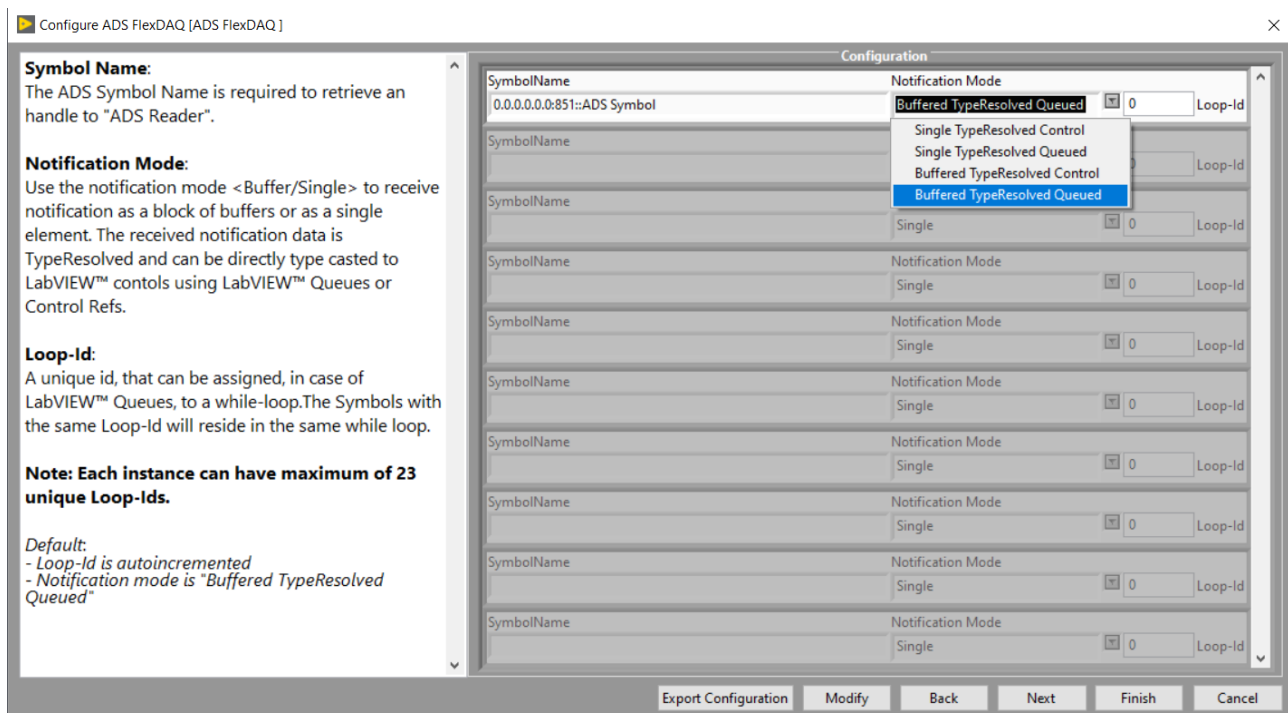 Configure ADS FlexDAQ [ADS FlexDAQ ]
Symbol Name:
The ADS Symbol Name is required to retrieve an
handle to "ADS Reader".
Notification Mode:
Use the notification mode <Buffer/Single> to receive
notification as a block of buffers or as a single
element. The received notification data is
TypeResolved and can be directly type casted to
LabVIEW™ contols using LabVIEW™ Queues or
Control Refs.
Loop-Id:
A unique id, that can be assigned, in case of
LabVIEW™ Queues, to a while-loop.The Symbols with
the same Loop-Id will reside in the same while loop.
Note: Each instance can have maximum of 23
unique Loop-Ids.
Default:
- Loop-Id is autoincremented
- Notification mode is "Buffered TypeResolved
Queued"
Configuration
SymbolName Notification Mode
0.0.0.0.0.0:851::ADS Symbol Buffered TypeResolved Queued 0 Loop-Id
Single TypeResolved Control
Single TypeResolved Queued
Buffered TypeResolved Control
Buffered TypeResolved Queued
SymbolName
Loop-Id
SymbolName
Single 0 Loop-Id
SymbolName Notification Mode
Single 0 Loop-Id
SymbolName Notification Mode
Single 0 Loop-Id
SymbolName Notification Mode
Single 0 Loop-Id
SymbolName Notification Mode
Single 0 Loop-Id
SymbolName Notification Mode
Single 0 Loop-Id
SymbolName Notification Mode
Single 0 Loop-Id
SymbolName Notification Mode
Single 0 Loop-Id
Export Configuration Modify Back Next Finish Cancel